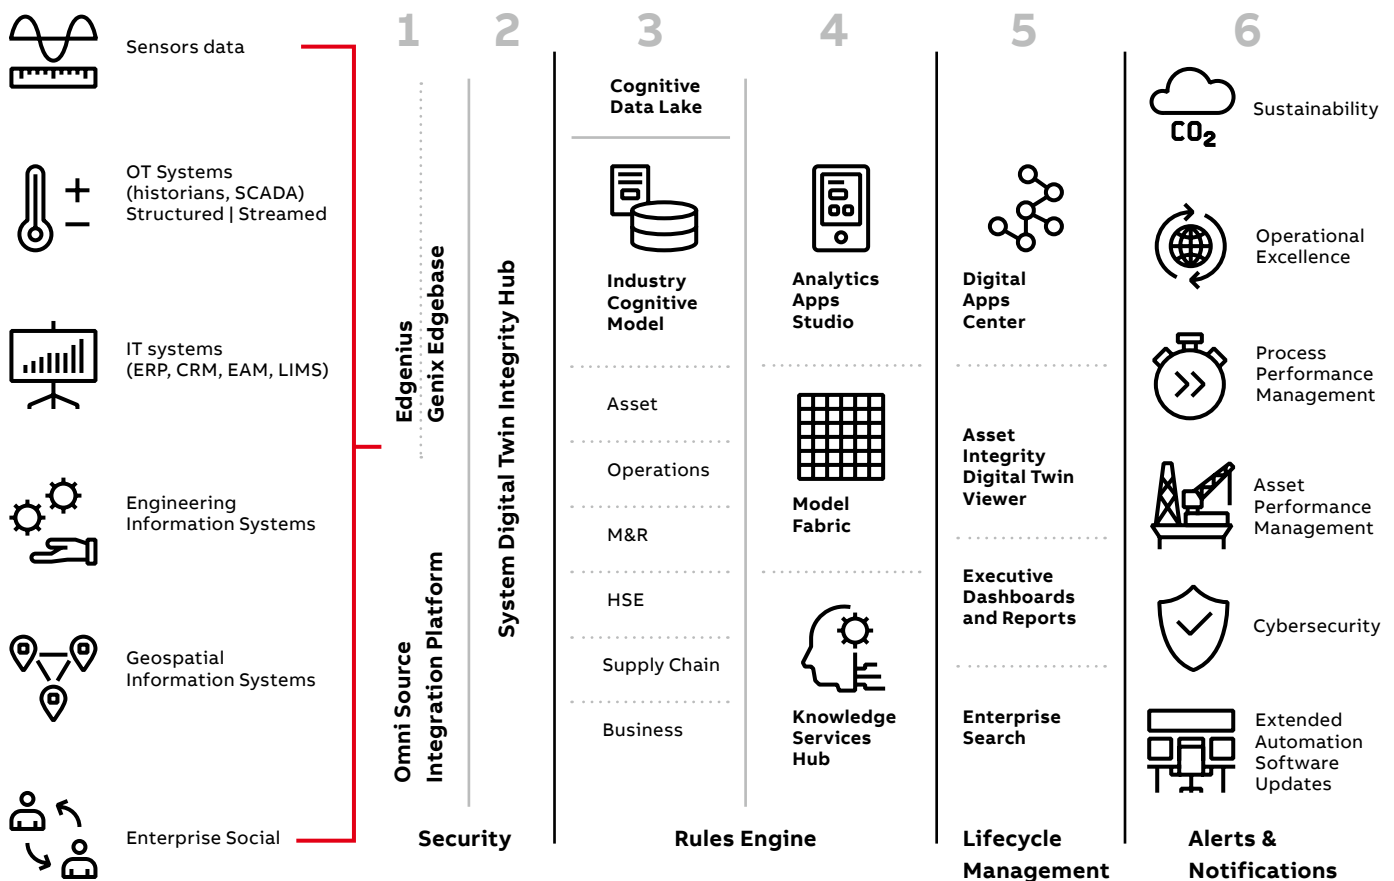 Sensors data
OT Systems
(historians, SCADA)
Structured | Streamed
IT systems
(ERP, CRM, EAM, LIMS)
Engineering
Information Systems
Geospatial
Information Systems
Enterprise Social
1
Edgenius
Genix Edgebase
Omni Source
Integration Platform
2
System Digital Twin Integrity Hub
Security
3
Cognitive
Data Lake
Industry
Cognitive
Model
Asset
Operations
M&R
HSE
Supply Chain
Business
4
Analytics
Apps
Studio
Model
Fabric
Knowledge
Services
Hub
Rules Engine
5
Digital
Apps
Center
Asset
Integrity
Digital Twin
Viewer
Executive
Dashboards
and Reports
Enterprise
Search
Lifecycle
Management
6
CO2
Sustainability
Operational
Excellence
Process
Performance
Management
Asset
Performance
Management
Cybersecurity
Extended
Automation
Software
Updates
Alerts &
Notifications